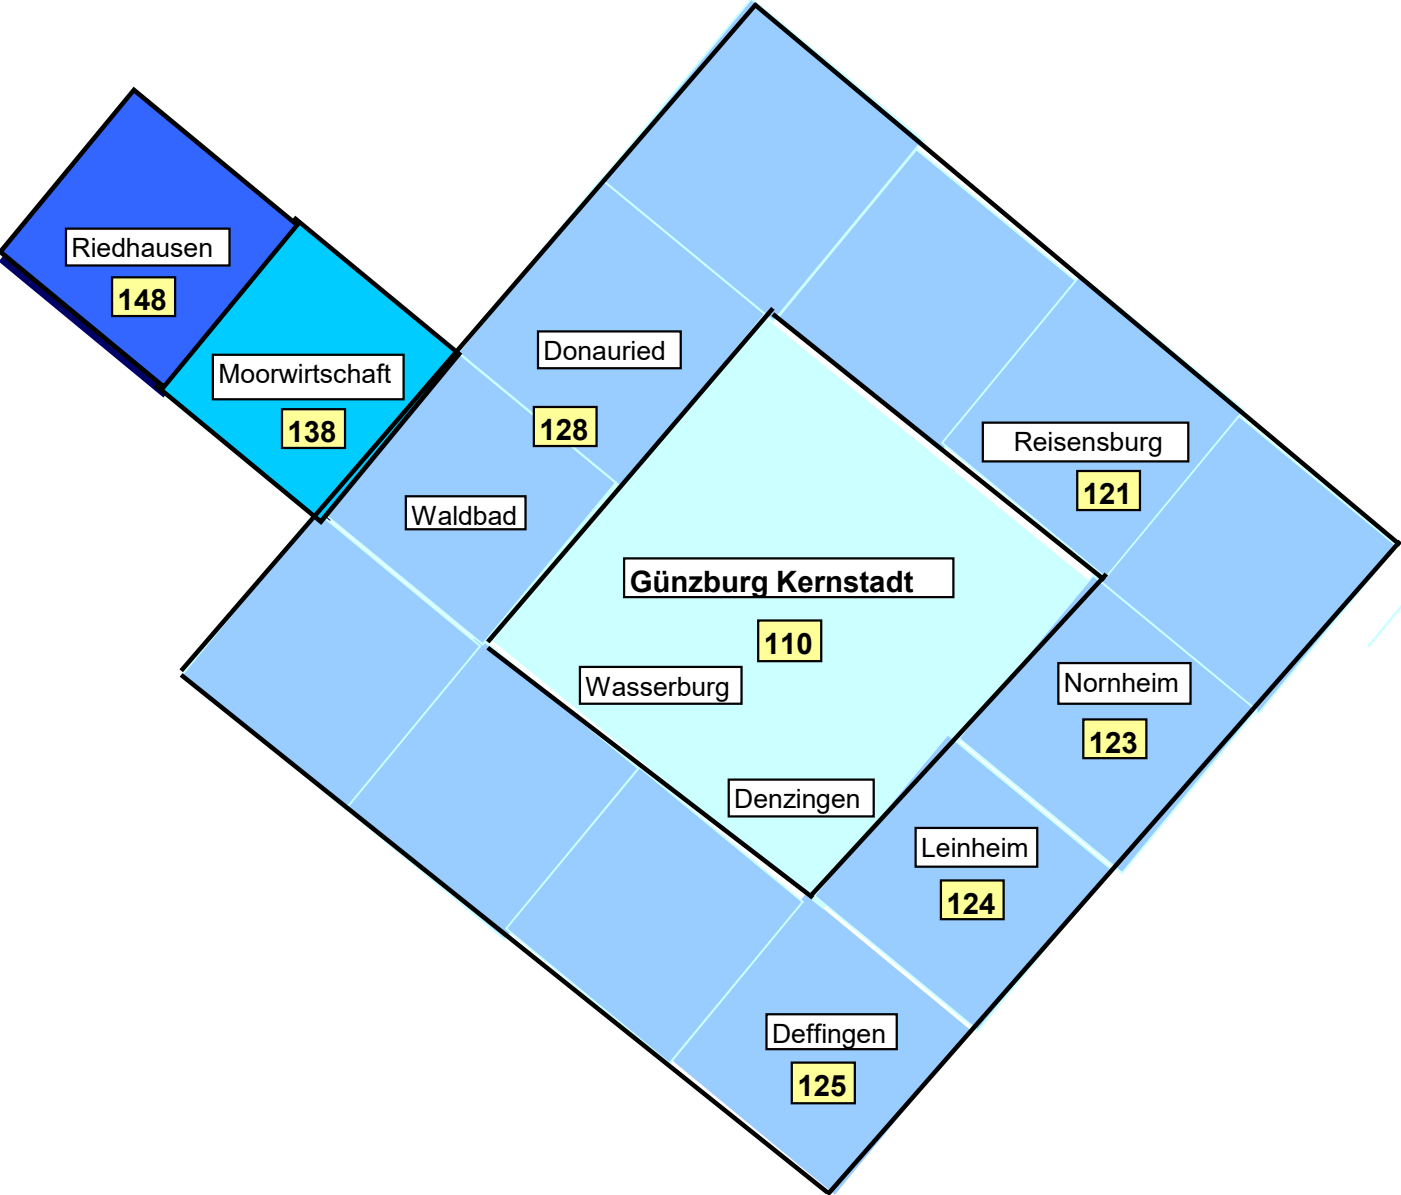 Riedhausen
148
Moorwirtschaft
138
Donauried
128
Waldbad
Reisensburg
121
Günzburg Kernstadt
110
Wasserburg
Nornheim
123
Denzingen
Leinheim
124
Deffingen
125